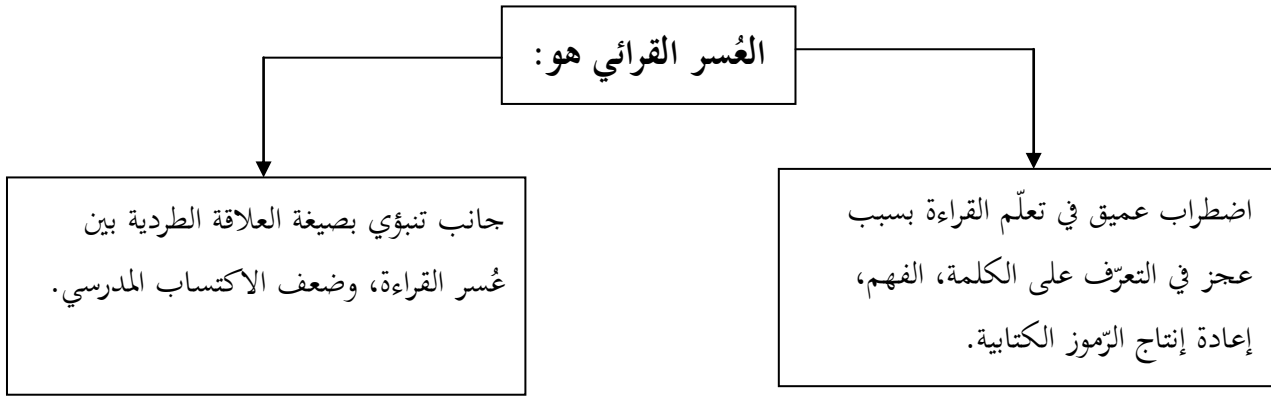 العُسر القرائي هو:
اضطراب عميق في تعلّم القراءة بسبب
عجز في التعرّف على الكلمة، الفهم،
إعادة إنتاج الرّموز الكتابية.
جانب تنبؤي بصيغة العلاقة الطردية بين
عُسر القراءة، وضعف الاكتساب المدرسي.